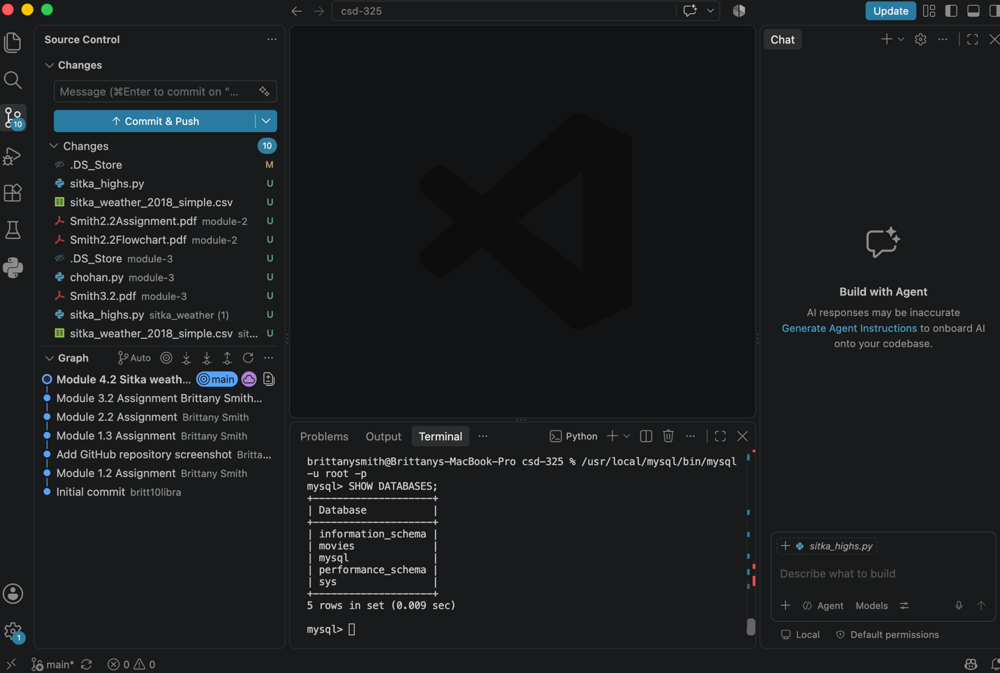 csd-325
Update
Source Control
Changes
Message (⌘Enter to commit on "...
↑ Commit & Push
Changes 10
.DS_Store M
sitka_highs.py U
sitka_weather_2018_simple.csv U
Smith2.2Assignment.pdf module-2 U
Smith2.2Flowchart.pdf module-2 U
.DS_Store module-3 U
chohan.py module-3 U
Smith3.2.pdf module-3 U
sitka_highs.py sitka_weather (1) U
sitka_weather_2018_simple.csv sit... U
10
Graph Auto
Module 4.2 Sitka weath... main
Module 3.2 Assignment Brittany Smith...
Module 2.2 Assignment Brittany Smith
Module 1.3 Assignment Brittany Smith
Add GitHub repository screenshot Britta...
Module 1.2 Assignment Brittany Smith
Initial commit britt10libra
1
Problems Output Terminal ... Python
brittanysmith@Brittanys-MacBook-Pro csd-325 % /usr/local/mysql/bin/mysql
-u root -p
mysql> SHOW DATABASES;
+--------------------+
| Database           |
+--------------------+
| information_schema |
| movies             |
| mysql              |
| performance_schema |
| sys                |
+--------------------+
5 rows in set (0.009 sec)
mysql>
Chat
Build with Agent
AI responses may be inaccurate
Generate Agent Instructions to onboard AI
onto your codebase.
sitka_highs.py
Describe what to build
Agent Models
Local Default permissions
main* 0 0